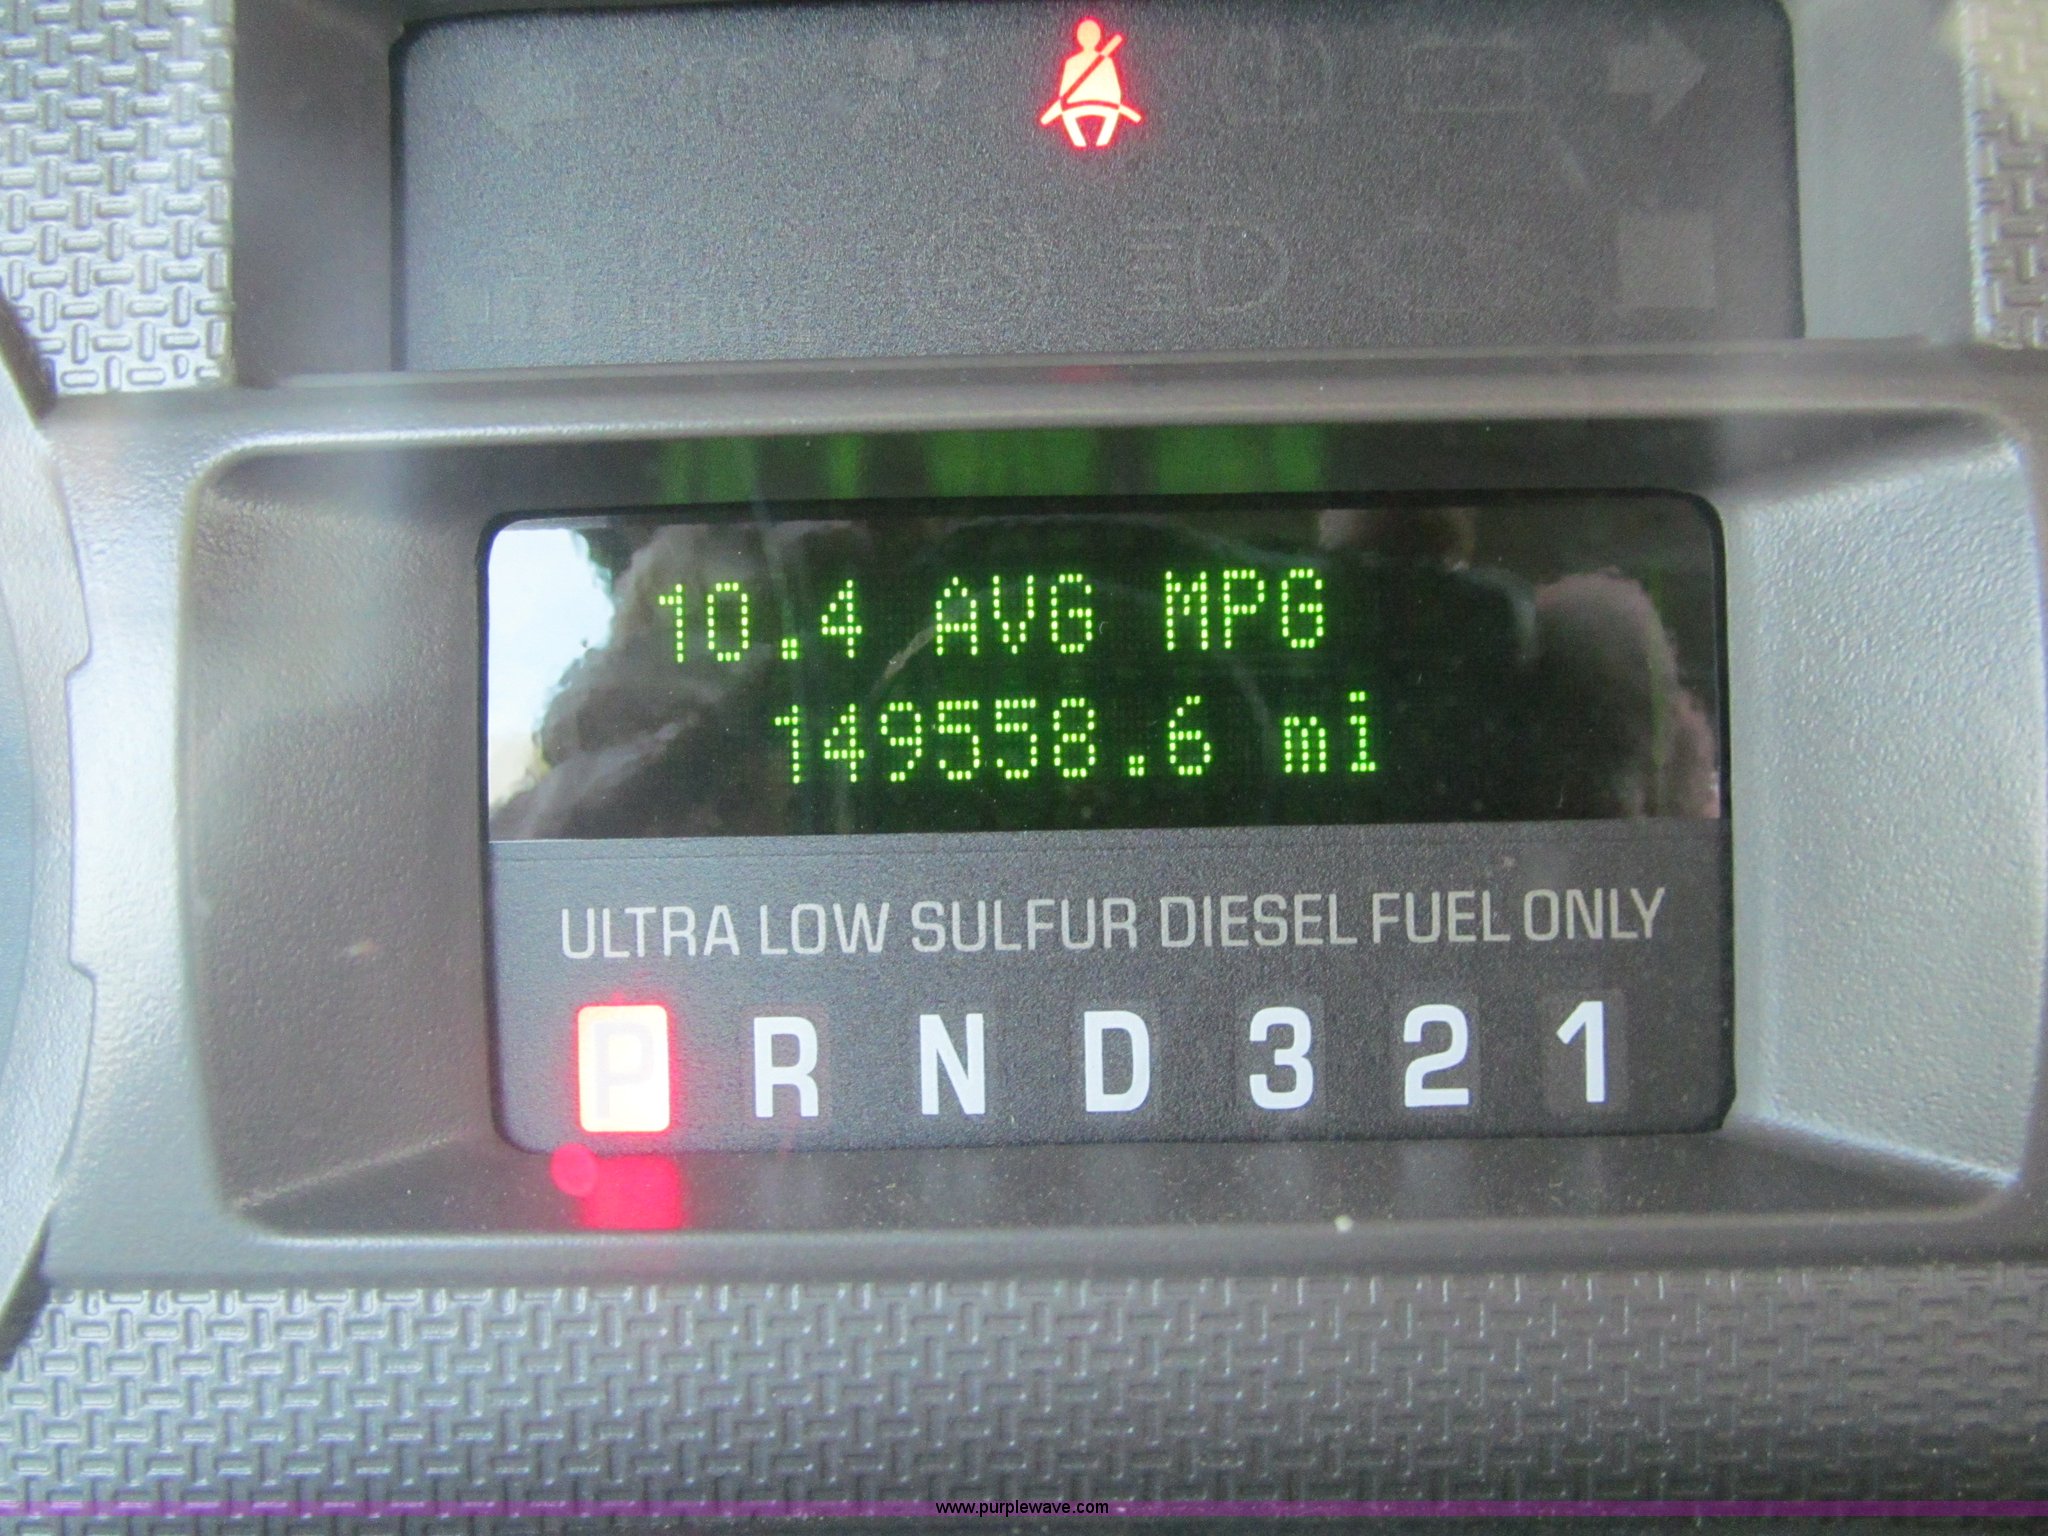 10.4 AVG MPG
149558.6 mi
ULTRA LOW SULFUR DIESEL FUEL ONLY
P R N D 3 2 1
www.purplewave.com